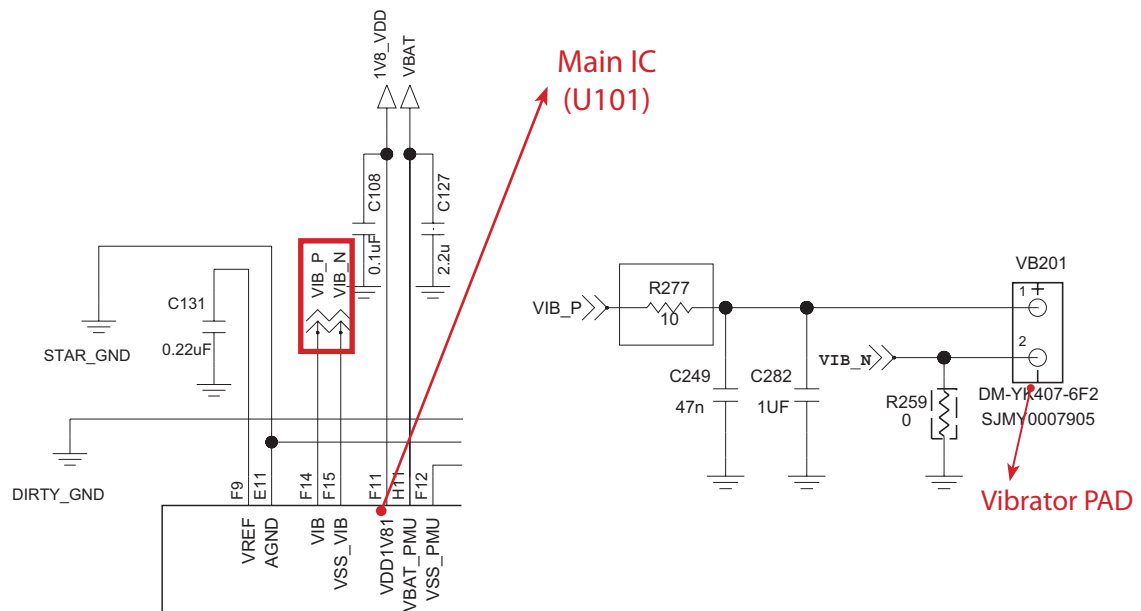 1V8_VDD
VBAT
Main IC
(U101)
C108
0.1uF
C127
2.2u
VIB_P
VIB_N
C131
0.22uF
STAR_GND
DIRTY_GND
F9
E11
F14
F15
F11
H11
F12
VREF
AGND
VIB
VSS_VIB
VDD1V81
VBAT_PMU
VSS_PMU
VB201
R277
10
VIB_P
1
+
2
VIB_N
C249
47n
C282
1UF
R259
0
DM-YK407-6F2
SJMY0007905
Vibrator PAD